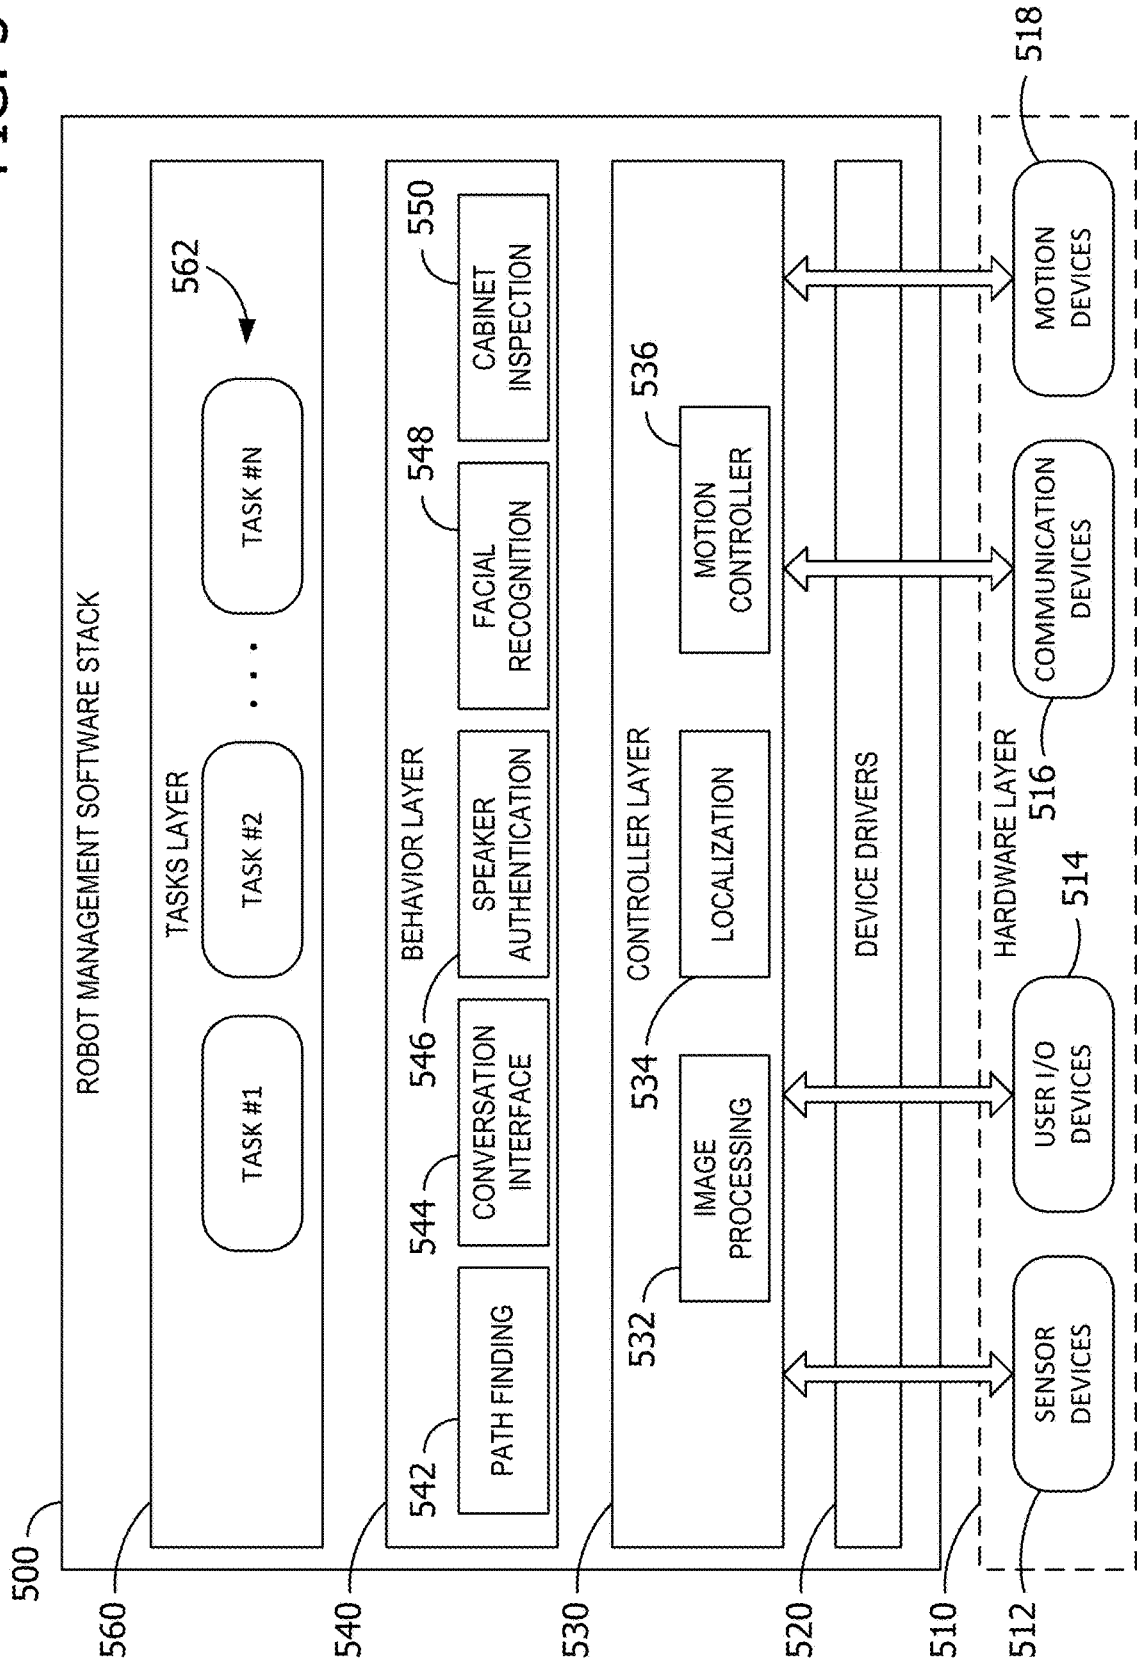 500
ROBOT MANAGEMENT SOFTWARE STACK
560
TASKS LAYER
562
TASK #1
TASK #2
. . .
TASK #N
540
BEHAVIOR LAYER
542
544
546
548
550
PATH FINDING
CONVERSATION
INTERFACE
SPEAKER
AUTHENTICATION
FACIAL
RECOGNITION
CABINET
INSPECTION
530
CONTROLLER LAYER
532
534
536
IMAGE
PROCESSING
LOCALIZATION
MOTION
CONTROLLER
520
DEVICE DRIVERS
510
HARDWARE LAYER
512
514
516
518
SENSOR
DEVICES
USER I/O
DEVICES
COMMUNICATION
DEVICES
MOTION
DEVICES